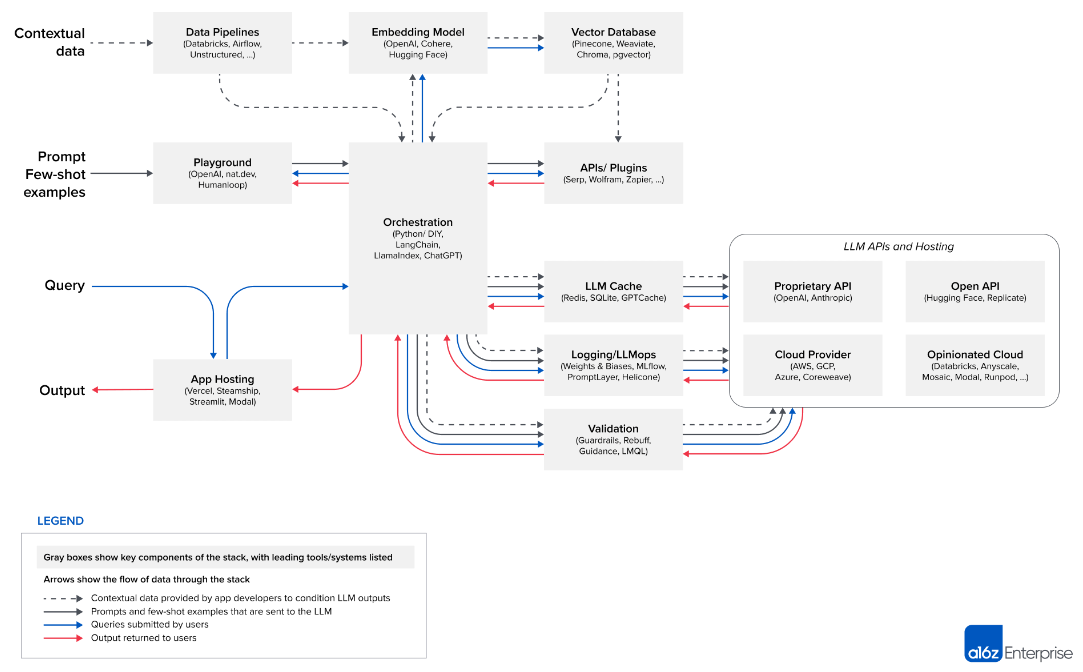 Contextual
data
Data Pipelines
(Databricks, Airflow,
Unstructured, ...)
Embedding Model
(OpenAI, Cohere,
Hugging Face)
Vector Database
(Pinecone, Weaviate,
Chroma, pgvector)
Prompt
Few-shot
examples
Playground
(OpenAI, nat.dev,
Humanloop)
Orchestration
(Python/ DIY,
LangChain,
LlamaIndex, ChatGPT)
APIs/ Plugins
(Serp, Wolfram, Zapier, ...)
Query
LLM Cache
(Redis, SQLite, GPTCache)
Logging/LLMops
(Weights & Biases, MLflow,
PromptLayer, Helicone)
Validation
(Guardrails, Rebuff,
Guidance, LMQL)
LLM APIs and Hosting
Proprietary API
(OpenAI, Anthropic)
Open API
(Hugging Face, Replicate)
Cloud Provider
(AWS, GCP,
Azure, Coreweave)
Opinionated Cloud
(Databricks, Anyscale,
Mosaic, Modal, Runpod, ...)
Output
App Hosting
(Vercel, Steamship,
Streamlit, Modal)
LEGEND
Gray boxes show key components of the stack, with leading tools/systems listed
Arrows show the flow of data through the stack
Contextual data provided by app developers to condition LLM outputs
Prompts and few-shot examples that are sent to the LLM
Queries submitted by users
Output returned to users
a16z Enterprise